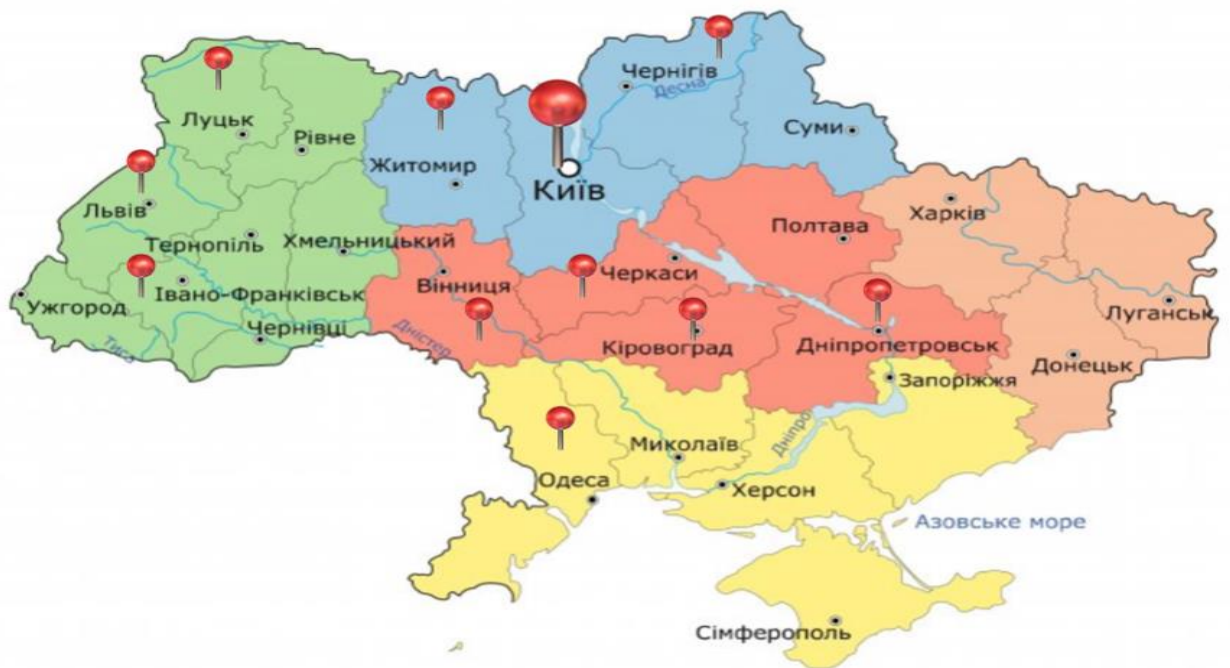 Чернігів
Десна
Луцьк
Суми
Рівне
Житомир
Київ
Львів
Харків
Полтава
Тернопіль
Хмельницький
Черкаси
Вінниця
Івано-Франківськ
Ужгород
Луганськ
Чернівці
Дністер
Тиса
Кіровоград
Дніпропетровськ
Донецьк
Запоріжжя
Дніпро
Миколаїв
Одеса
Херсон
Азовське море
Сімферополь